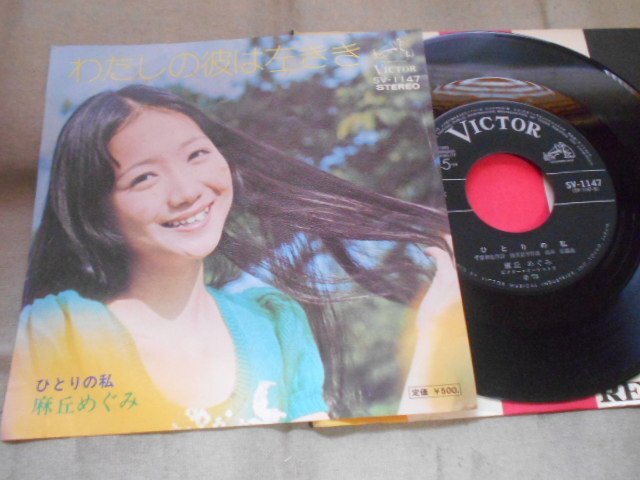 わたしの彼は左きき
VICTOR
SV-1147
STEREO
ひとりの私
麻丘めぐみ
定価 ¥500.
VICTOR
45
SV-1147
ひとりの私
麻丘 めぐみ
RE